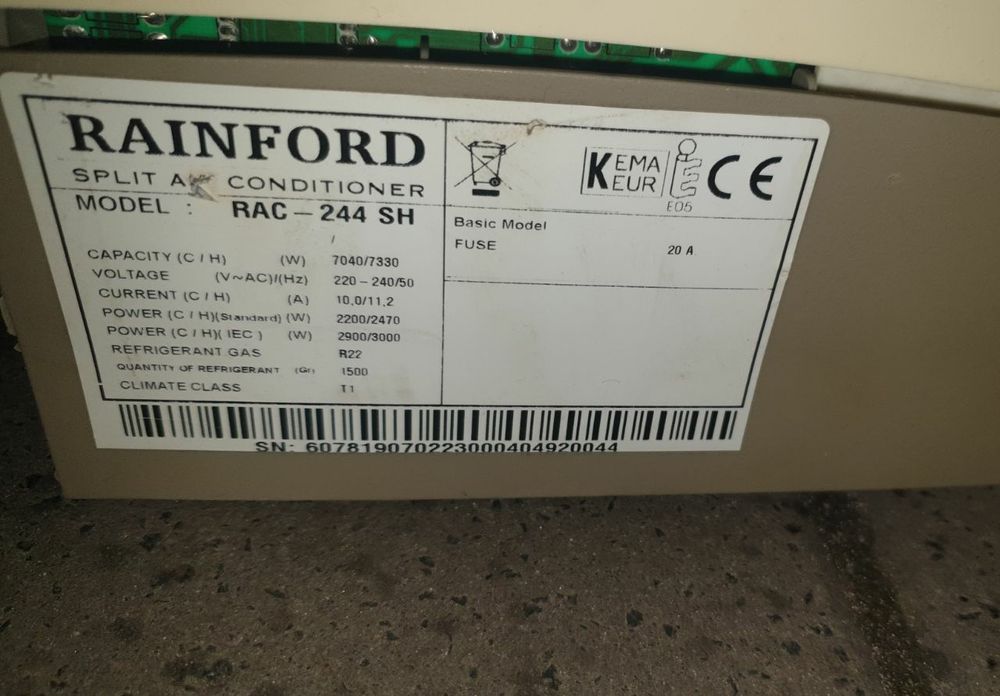 RAINFORD
SPLIT A CONDITIONER
MODEL : RAC - 244 SH
/
CAPACITY (C / H) (W) 7040/7330
VOLTAGE (V~AC)/(Hz) 220 - 240/50
CURRENT (C / H) (A) 10,0/11,2
POWER (C / H)(Standard) (W) 2200/2470
POWER (C / H)( IEC ) (W) 2900/3000
REFRIGERANT GAS R22
QUANTITY OF REFRIGERANT (Gr) 1500
CLIMATE CLASS T1
KEMA
KEUR
E
E05
CE
Basic Model
FUSE 20 A
SN: 607819070223000404920044